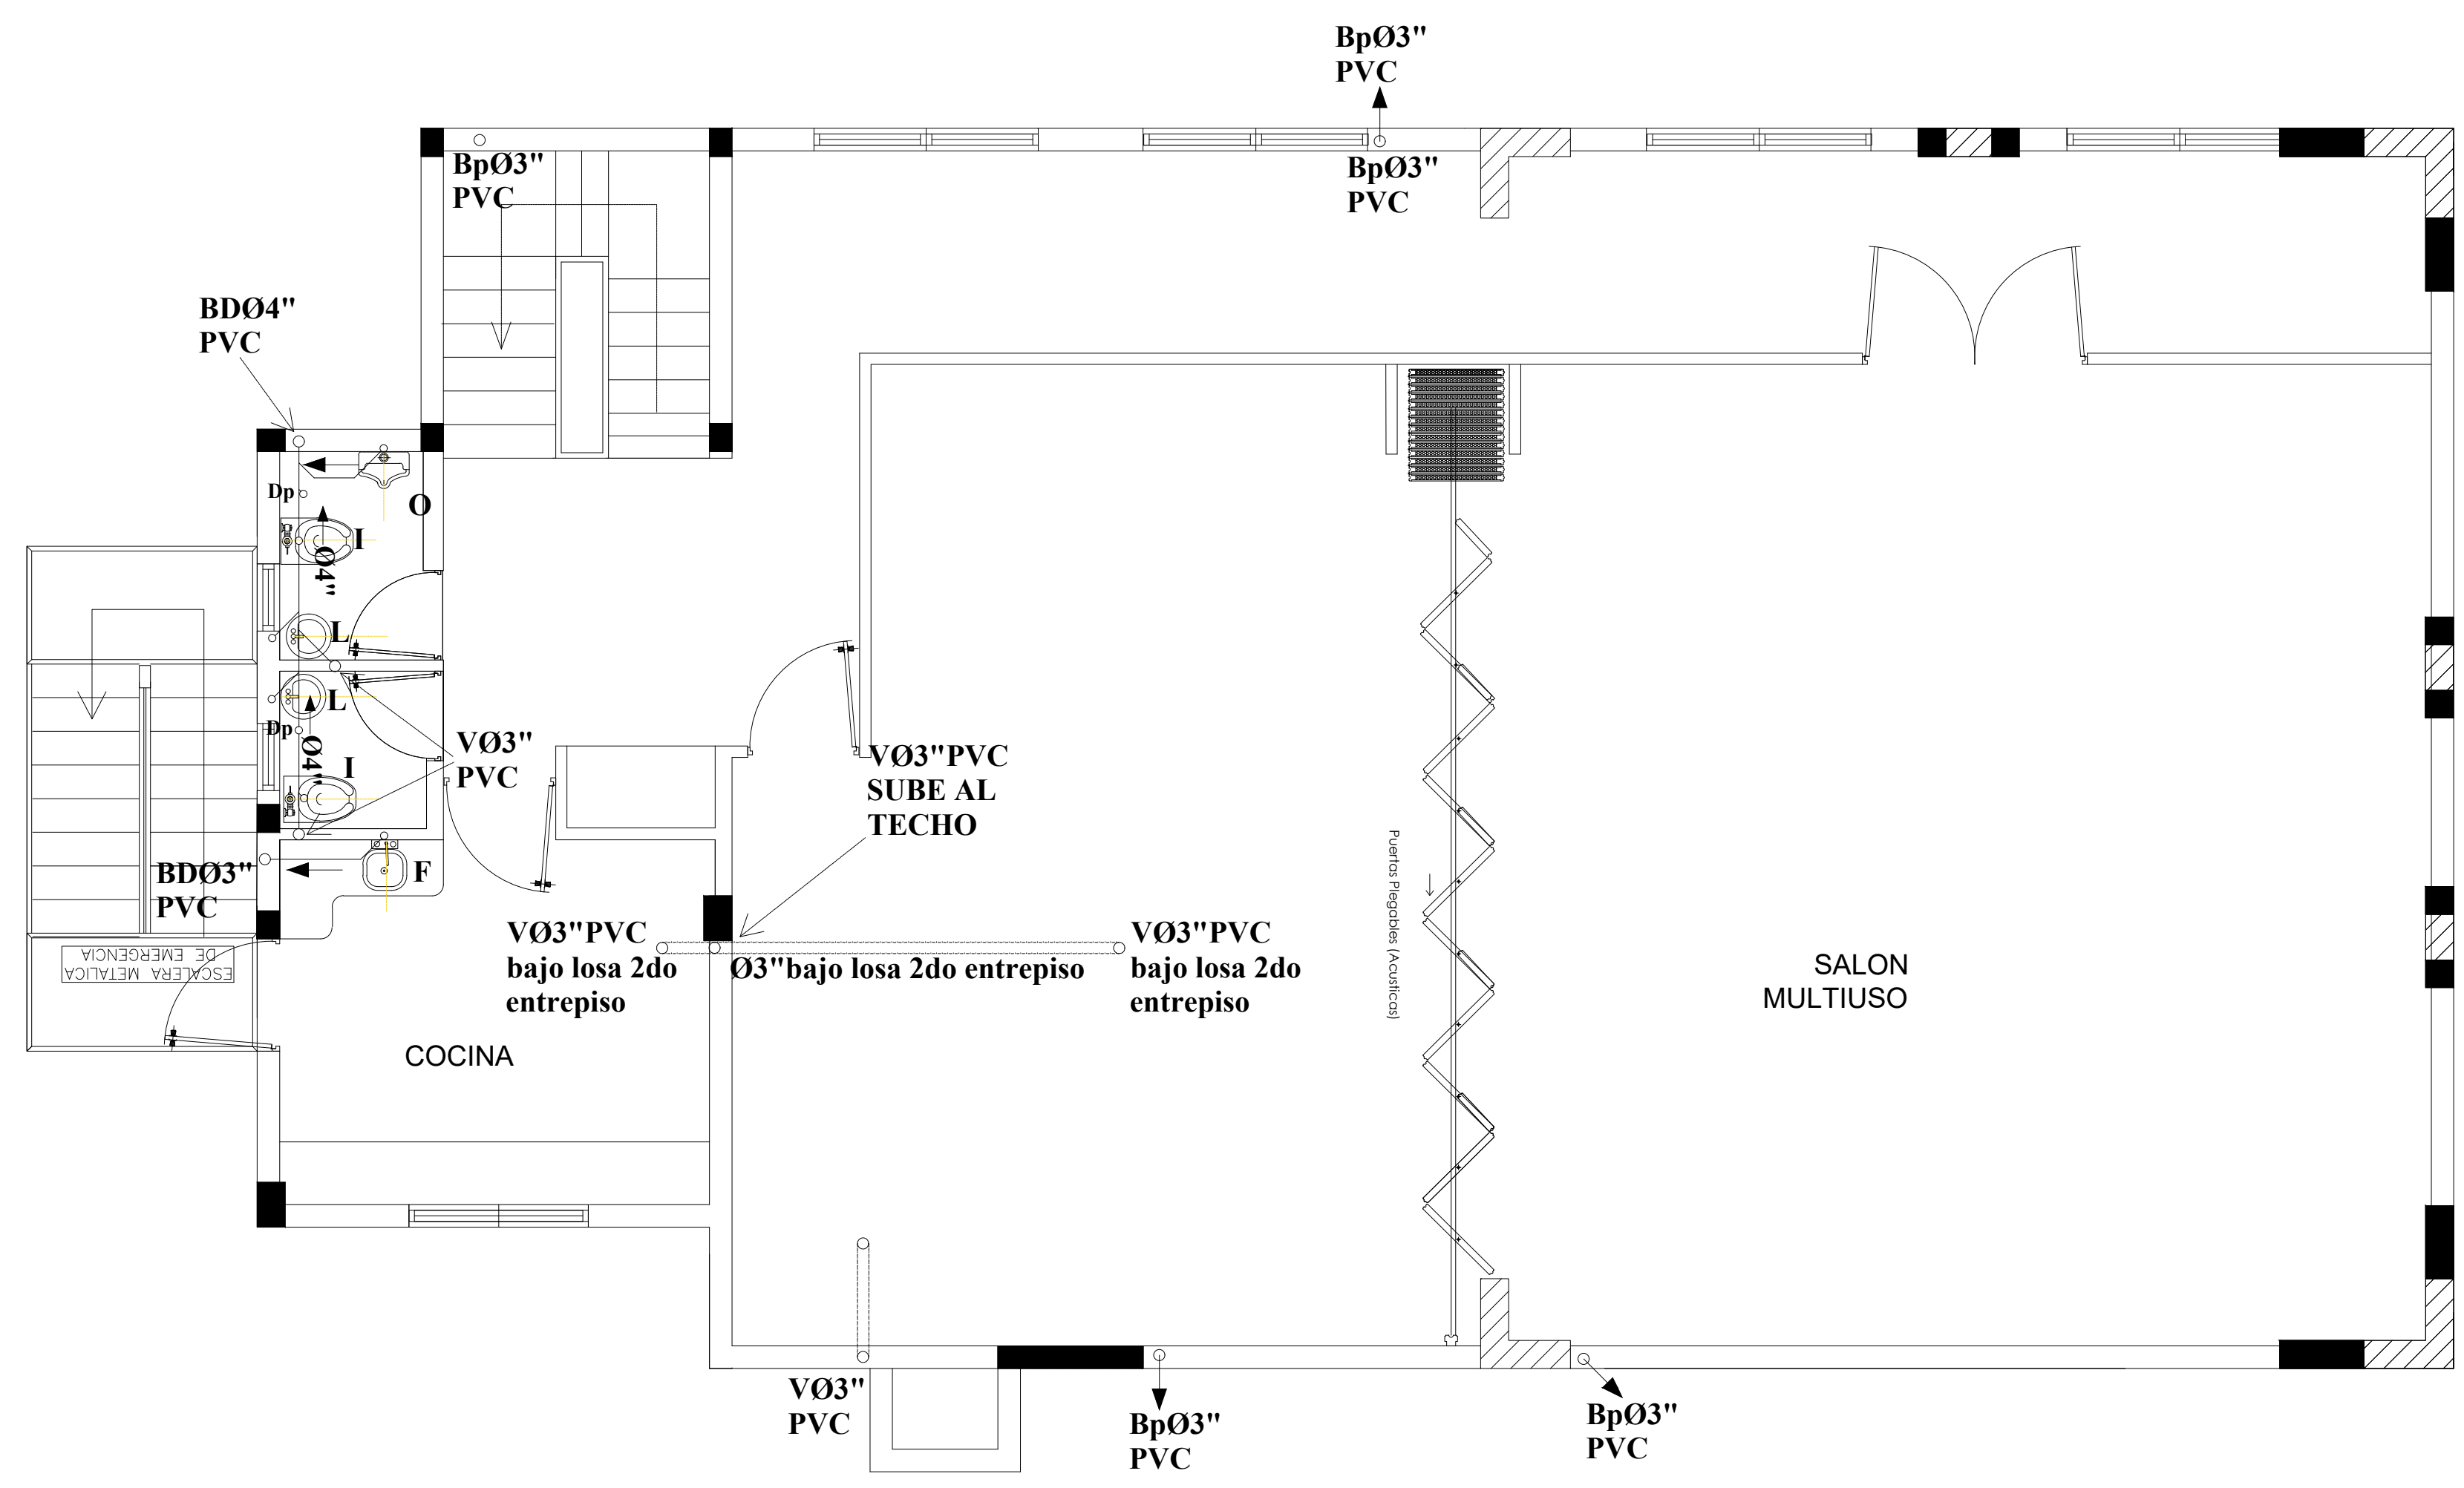 BpØ3"
PVC
BpØ3"
PVC
BpØ3"
PVC
BDØ4"
PVC
Dp
O
I
Ø4"
L
L
Dp
Ø4"
I
VØ3"
PVC
VØ3"PVC
SUBE AL
TECHO
BDØ3"
PVC
F
VØ3"PVC
bajo losa 2do
entrepiso
Ø3"bajo losa 2do entrepiso
VØ3"PVC
bajo losa 2do
entrepiso
Puertas Plegables (Acusticas)
SALON
MULTIUSO
ESCALERA METALICA
DE EMERGENCIA
COCINA
VØ3"
PVC
BpØ3"
PVC
BpØ3"
PVC